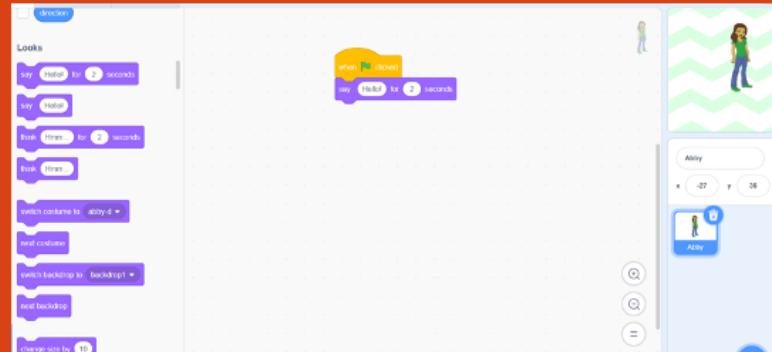 direction
Looks
say Hello! for 2 seconds
say Hello!
think Hmm... for 2 seconds
think Hmm...
switch costume to abby-d
next costume
switch backdrop to backdrop1
next backdrop
change size by 10
when clicked
say Hello! for 2 seconds
Abby
x -27 y 36
Abby